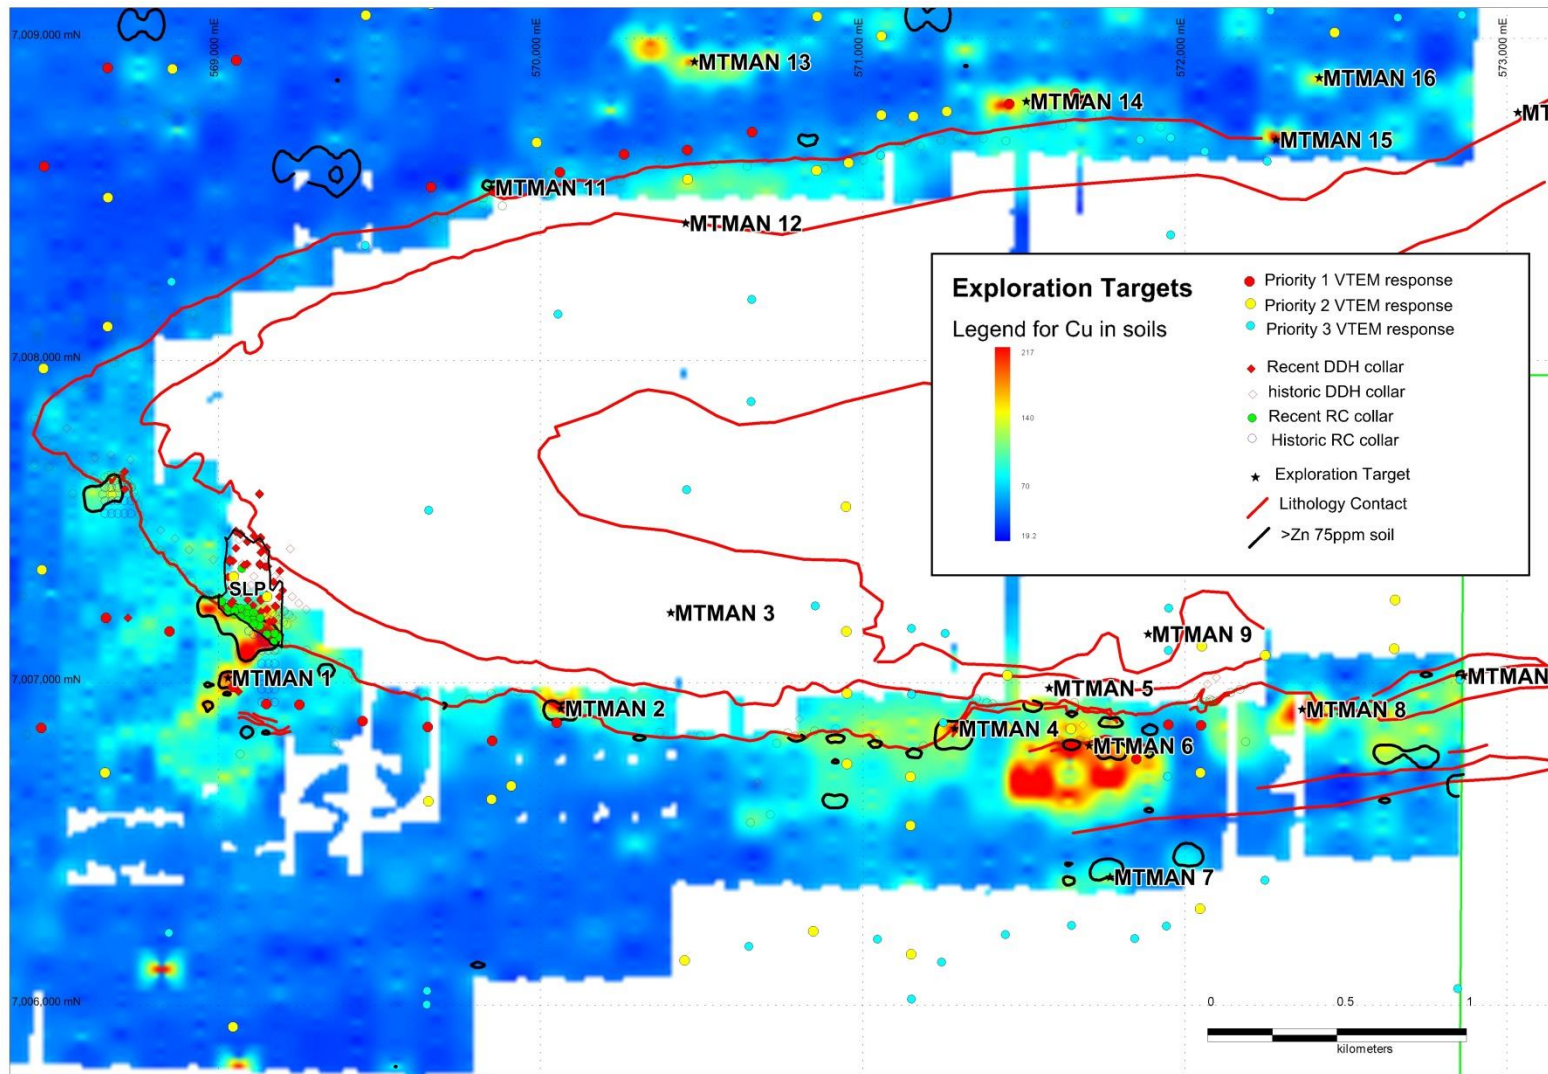 7,009,000 mN
569,000 mE
570,000 mE
571,000 mE
572,000 mE
573,000 mE
MTMAN 13
MTMAN 16
MTMAN 14
MT
MTMAN 15
MTMAN 11
MTMAN 12
Exploration Targets
Legend for Cu in soils
217
140
70
19.2
Priority 1 VTEM response
Priority 2 VTEM response
Priority 3 VTEM response
Recent DDH collar
historic DDH collar
Recent RC collar
Historic RC collar
Exploration Target
Lithology Contact
>Zn 75ppm soil
7,008,000 mN
SLP
MTMAN 3
MTMAN 9
7,007,000 mN
MTMAN 1
MTMAN 5
MTMAN
MTMAN 2
MTMAN 8
MTMAN 4
MTMAN 6
MTMAN 7
7,006,000 mN
0
0.5
1
kilometers